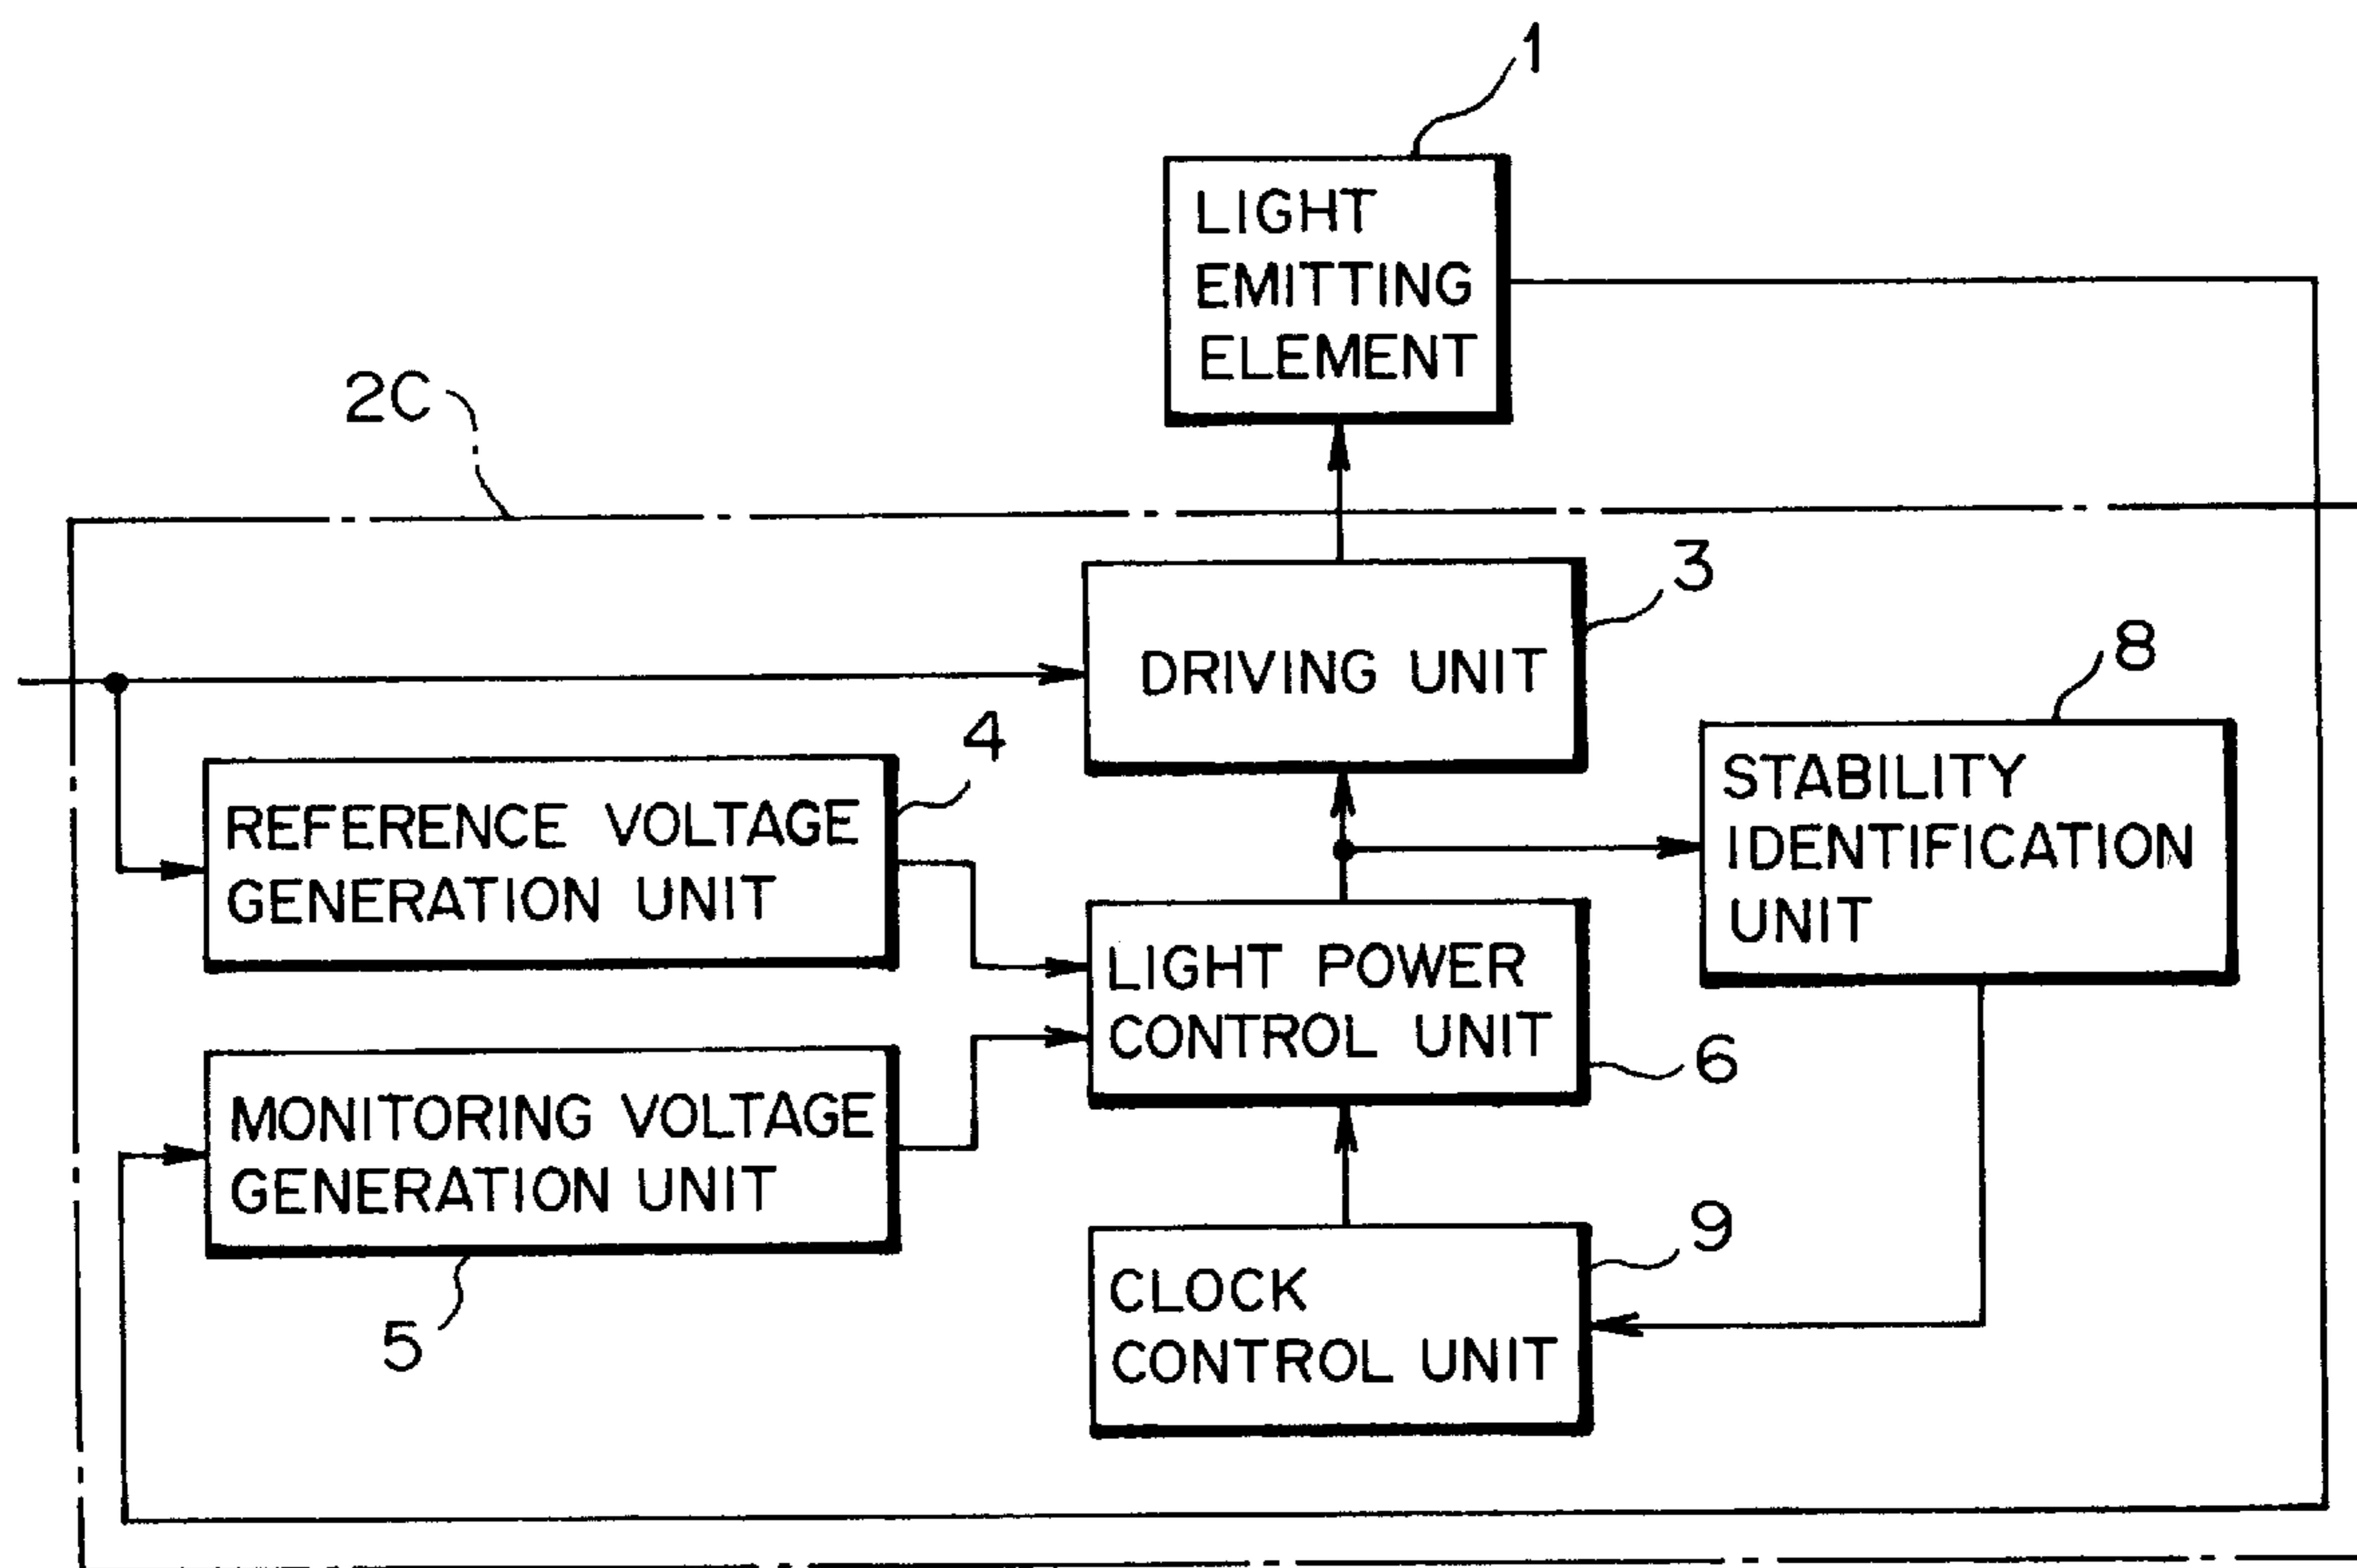 1
LIGHT
EMITTING
ELEMENT
2C
3
DRIVING UNIT
8
STABILITY
IDENTIFICATION
UNIT
4
REFERENCE VOLTAGE
GENERATION UNIT
LIGHT POWER
CONTROL UNIT
6
MONITORING VOLTAGE
GENERATION UNIT
5
9
CLOCK
CONTROL UNIT